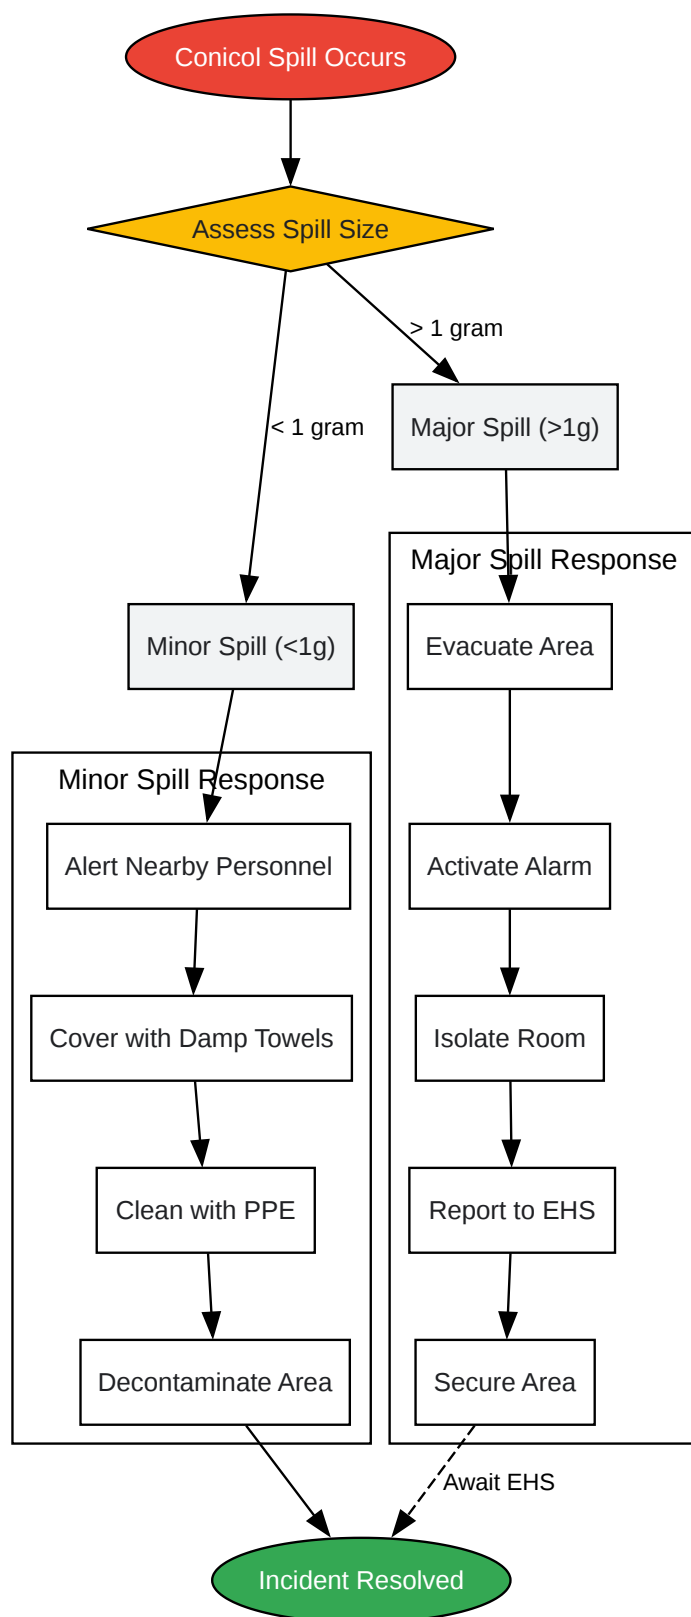 Conicol Spill Occurs
Assess Spill Size
> 1 gram
< 1 gram
Major Spill (>1g)
Major Spill Response
Evacuate Area
Minor Spill (<1g)
Minor Spill Response
Alert Nearby Personnel
Activate Alarm
Cover with Damp Towels
Isolate Room
Clean with PPE
Report to EHS
Decontaminate Area
Secure Area
Await EHS
Incident Resolved